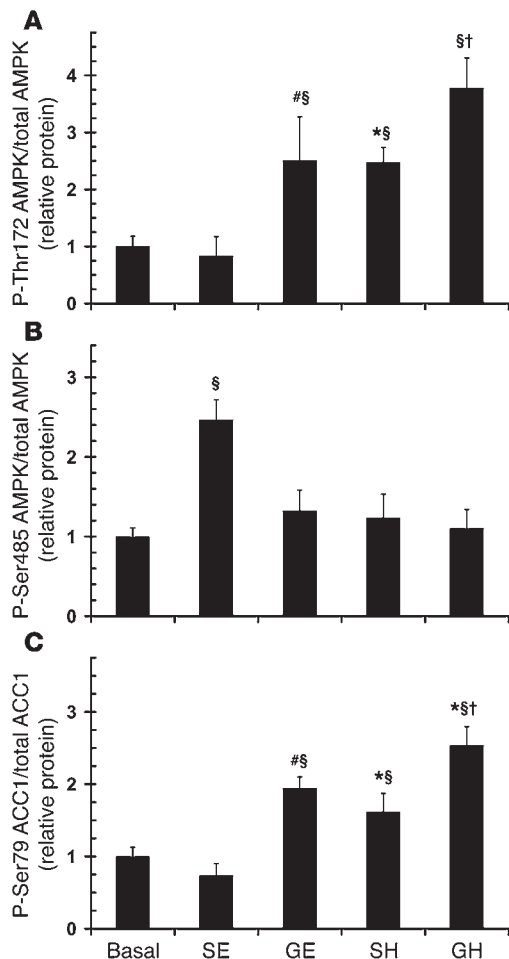 A
P-Thr172 AMPK/total AMPK
(relative protein)
4
3
2
1
0
#§
*§
§†
B
P-Ser485 AMPK/total AMPK
(relative protein)
3
2
1
0
§
C
P-Ser79 ACC1/total ACC1
(relative protein)
3
2
1
0
#§
*§
*§†
Basal SE GE SH GH